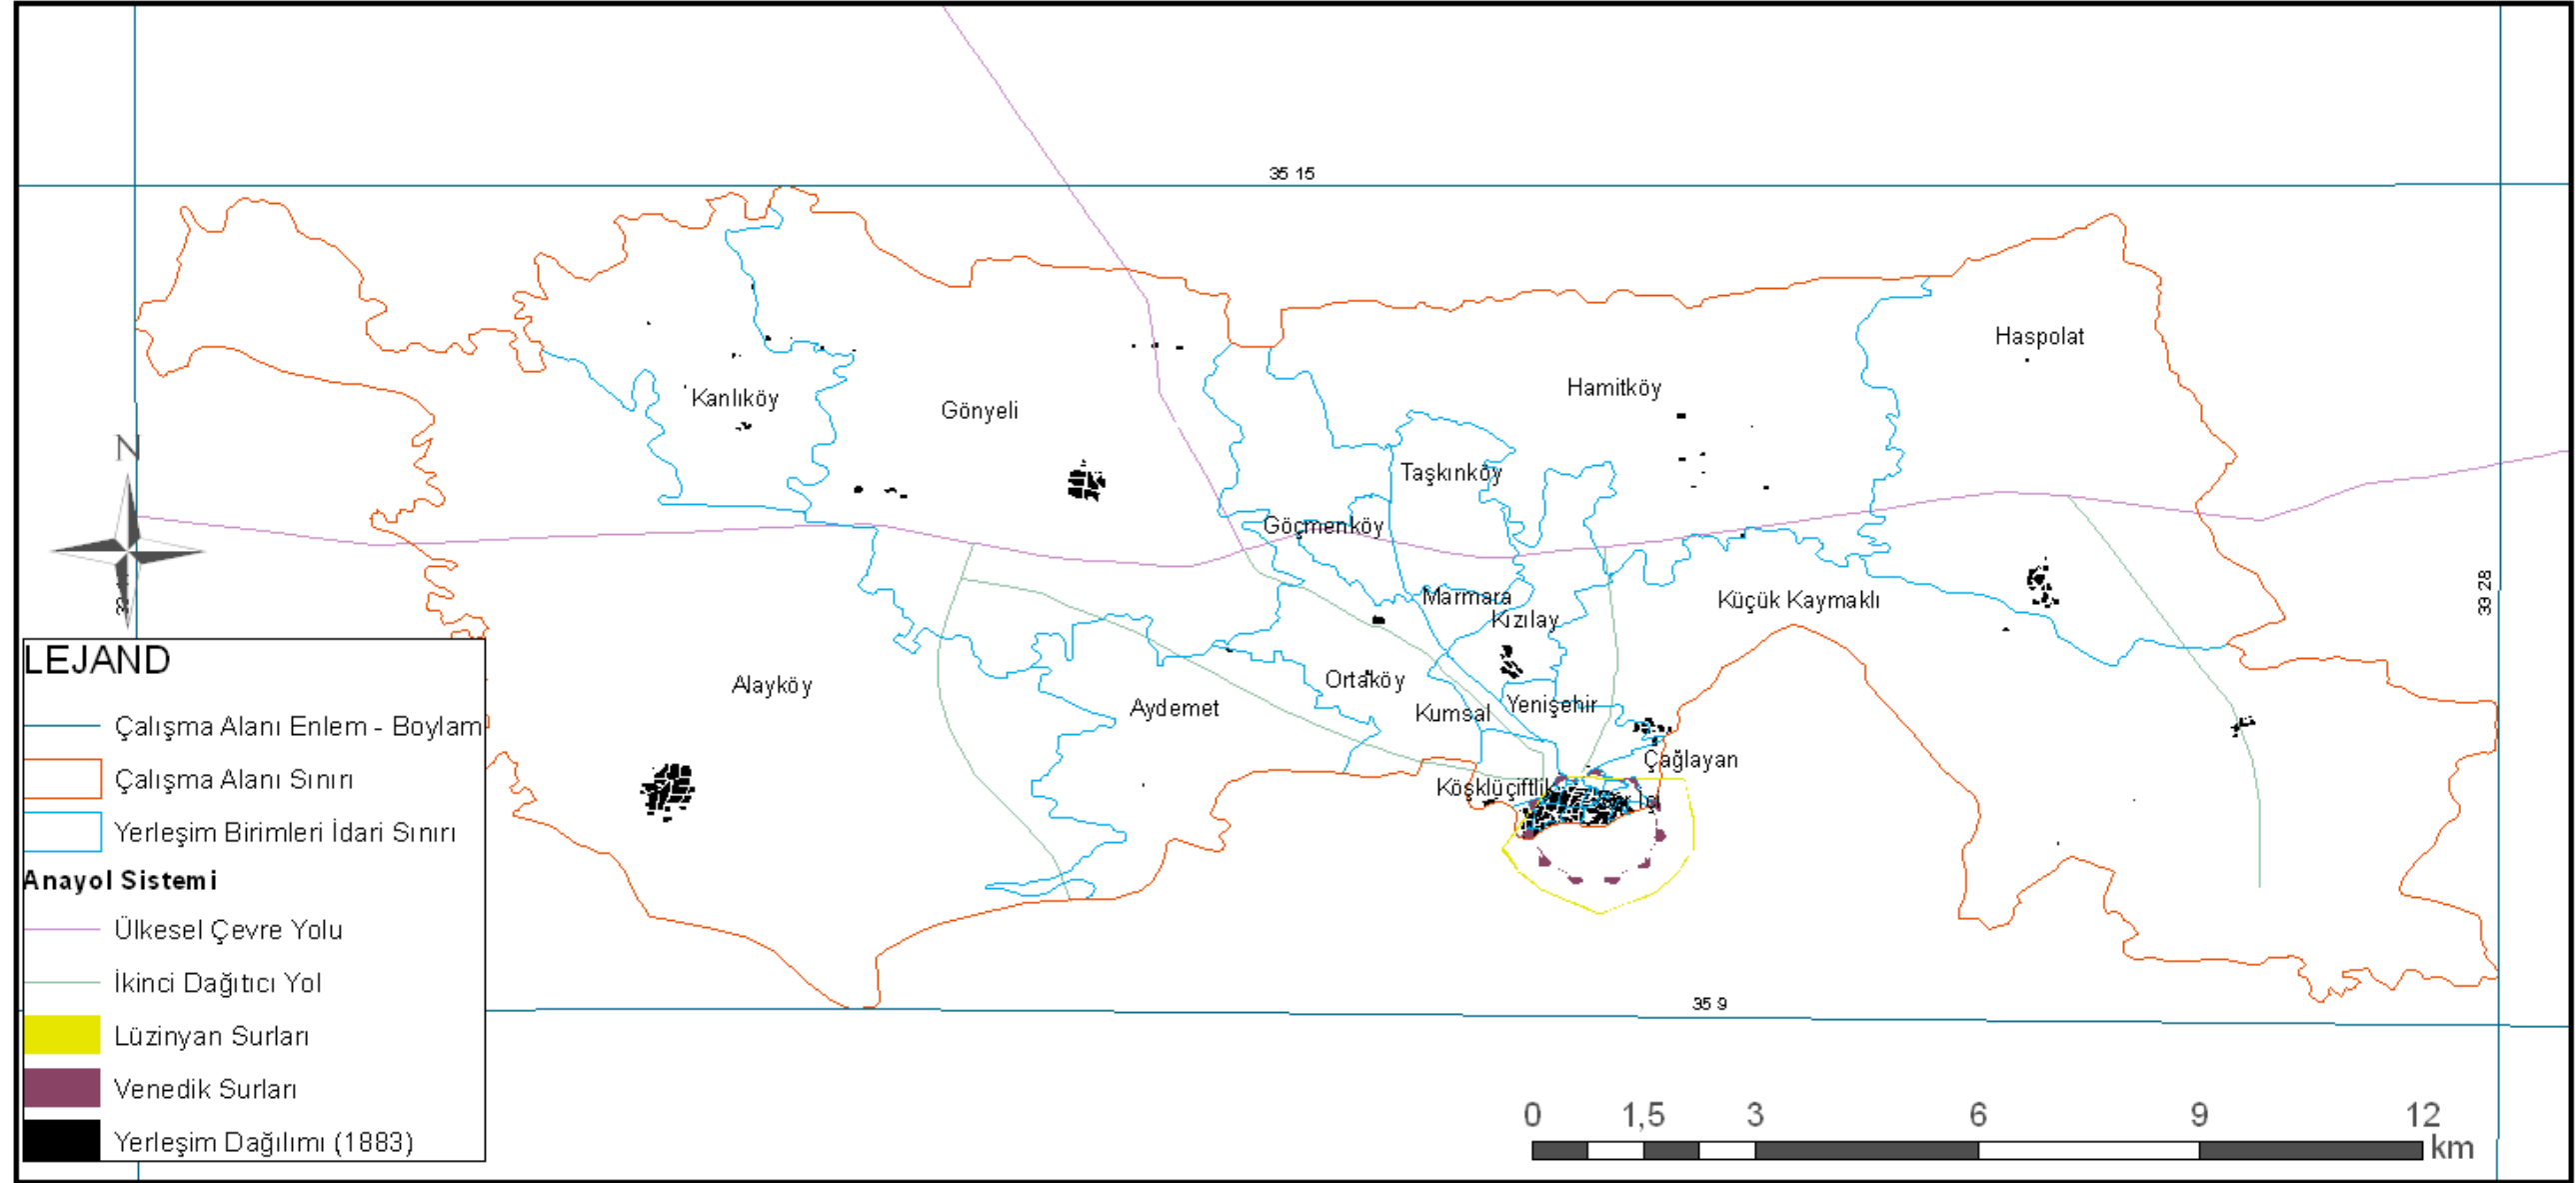 35 15
Haspolat
Hamitköy
Kanlıköy
Gönyeli
N
Taşkınköy
Göçmenköy
Marmara
Küçük Kaymaklı
33 28
Kızılay
Ortaköy
Alayköy
Aydemet
Kumsal
Yenişehir
Çağlayan
Köşklüçiftlik
35 9
LEJAND
Çalışma Alanı Enlem - Boylam
Çalışma Alanı Sınırı
Yerleşim Birimleri İdari Sınırı
Anayol Sistemi
Ülkesel Çevre Yolu
İkinci Dağıtıcı Yol
Lüzinyan Surları
Venedik Surları
Yerleşim Dağılımı (1883)
0 1,5 3 6 9 12
km